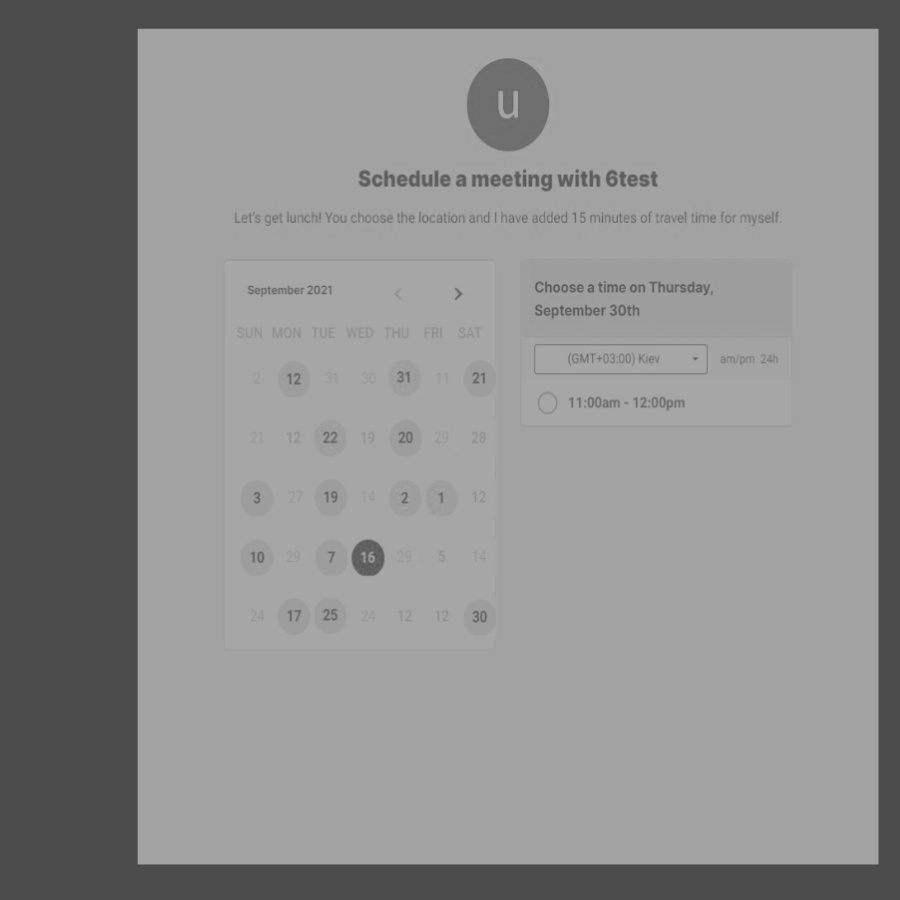 u
Schedule a meeting with 6test
Let's get lunch! You choose the location and I have added 15 minutes of travel time for myself.
September 2021
SUN MON TUE WED THU FRI SAT
2 12 31 30 31 11 21
21 12 22 19 20 29 28
3 27 19 14 2 1 12
10 29 7 16 29 5 14
24 17 25 24 12 12 30
Choose a time on Thursday,
September 30th
(GMT+03:00) Kiev am/pm 24h
11:00am - 12:00pm